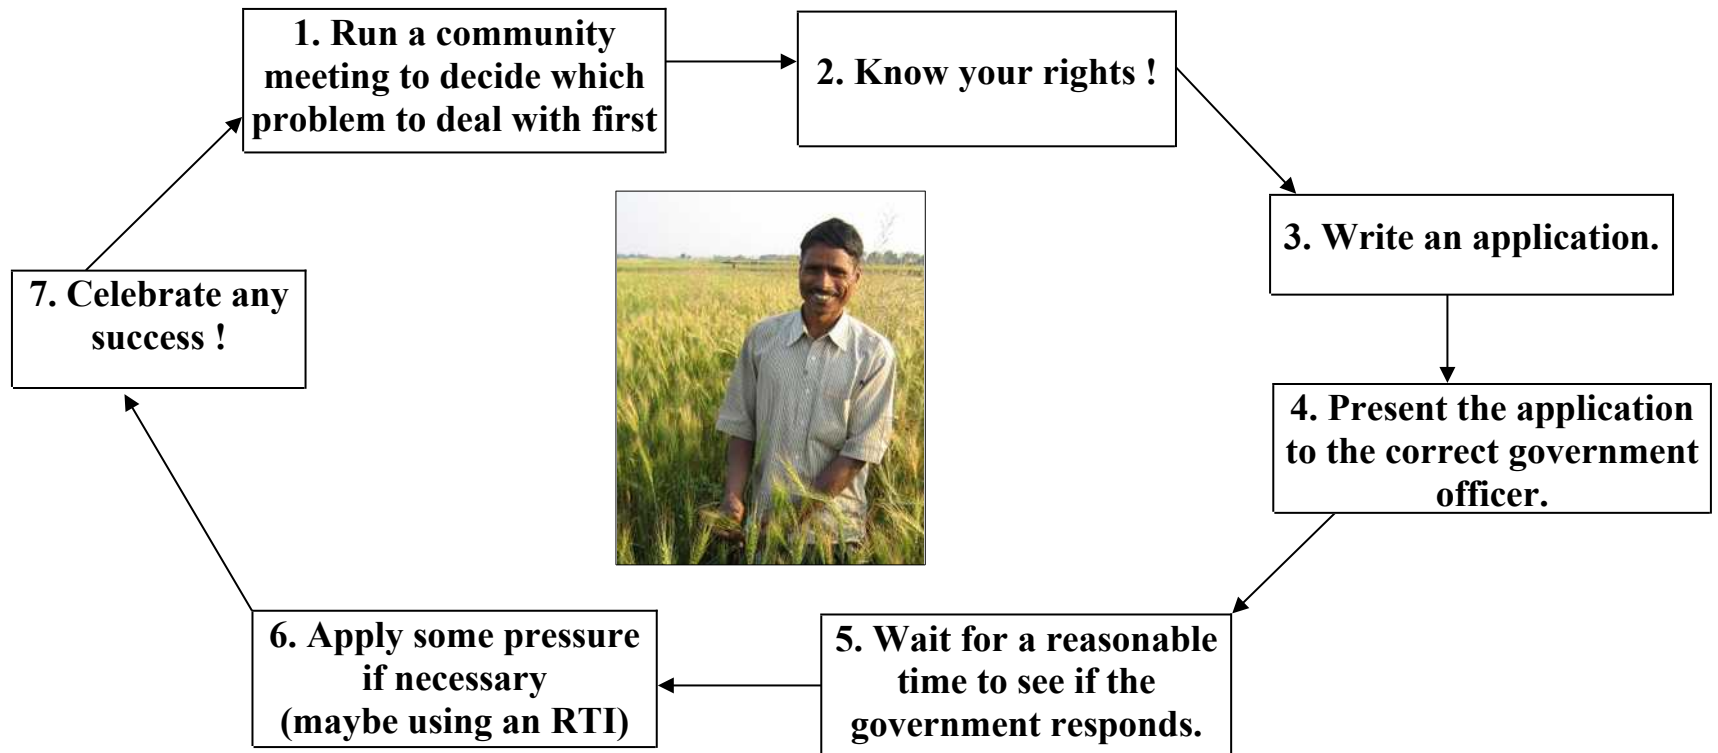 1. Run a community
meeting to decide which
problem to deal with first
2. Know your rights !
3. Write an application.
4. Present the application
to the correct government
officer.
5. Wait for a reasonable
time to see if the
government responds.
6. Apply some pressure
if necessary
(maybe using an RTI)
7. Celebrate any
success !